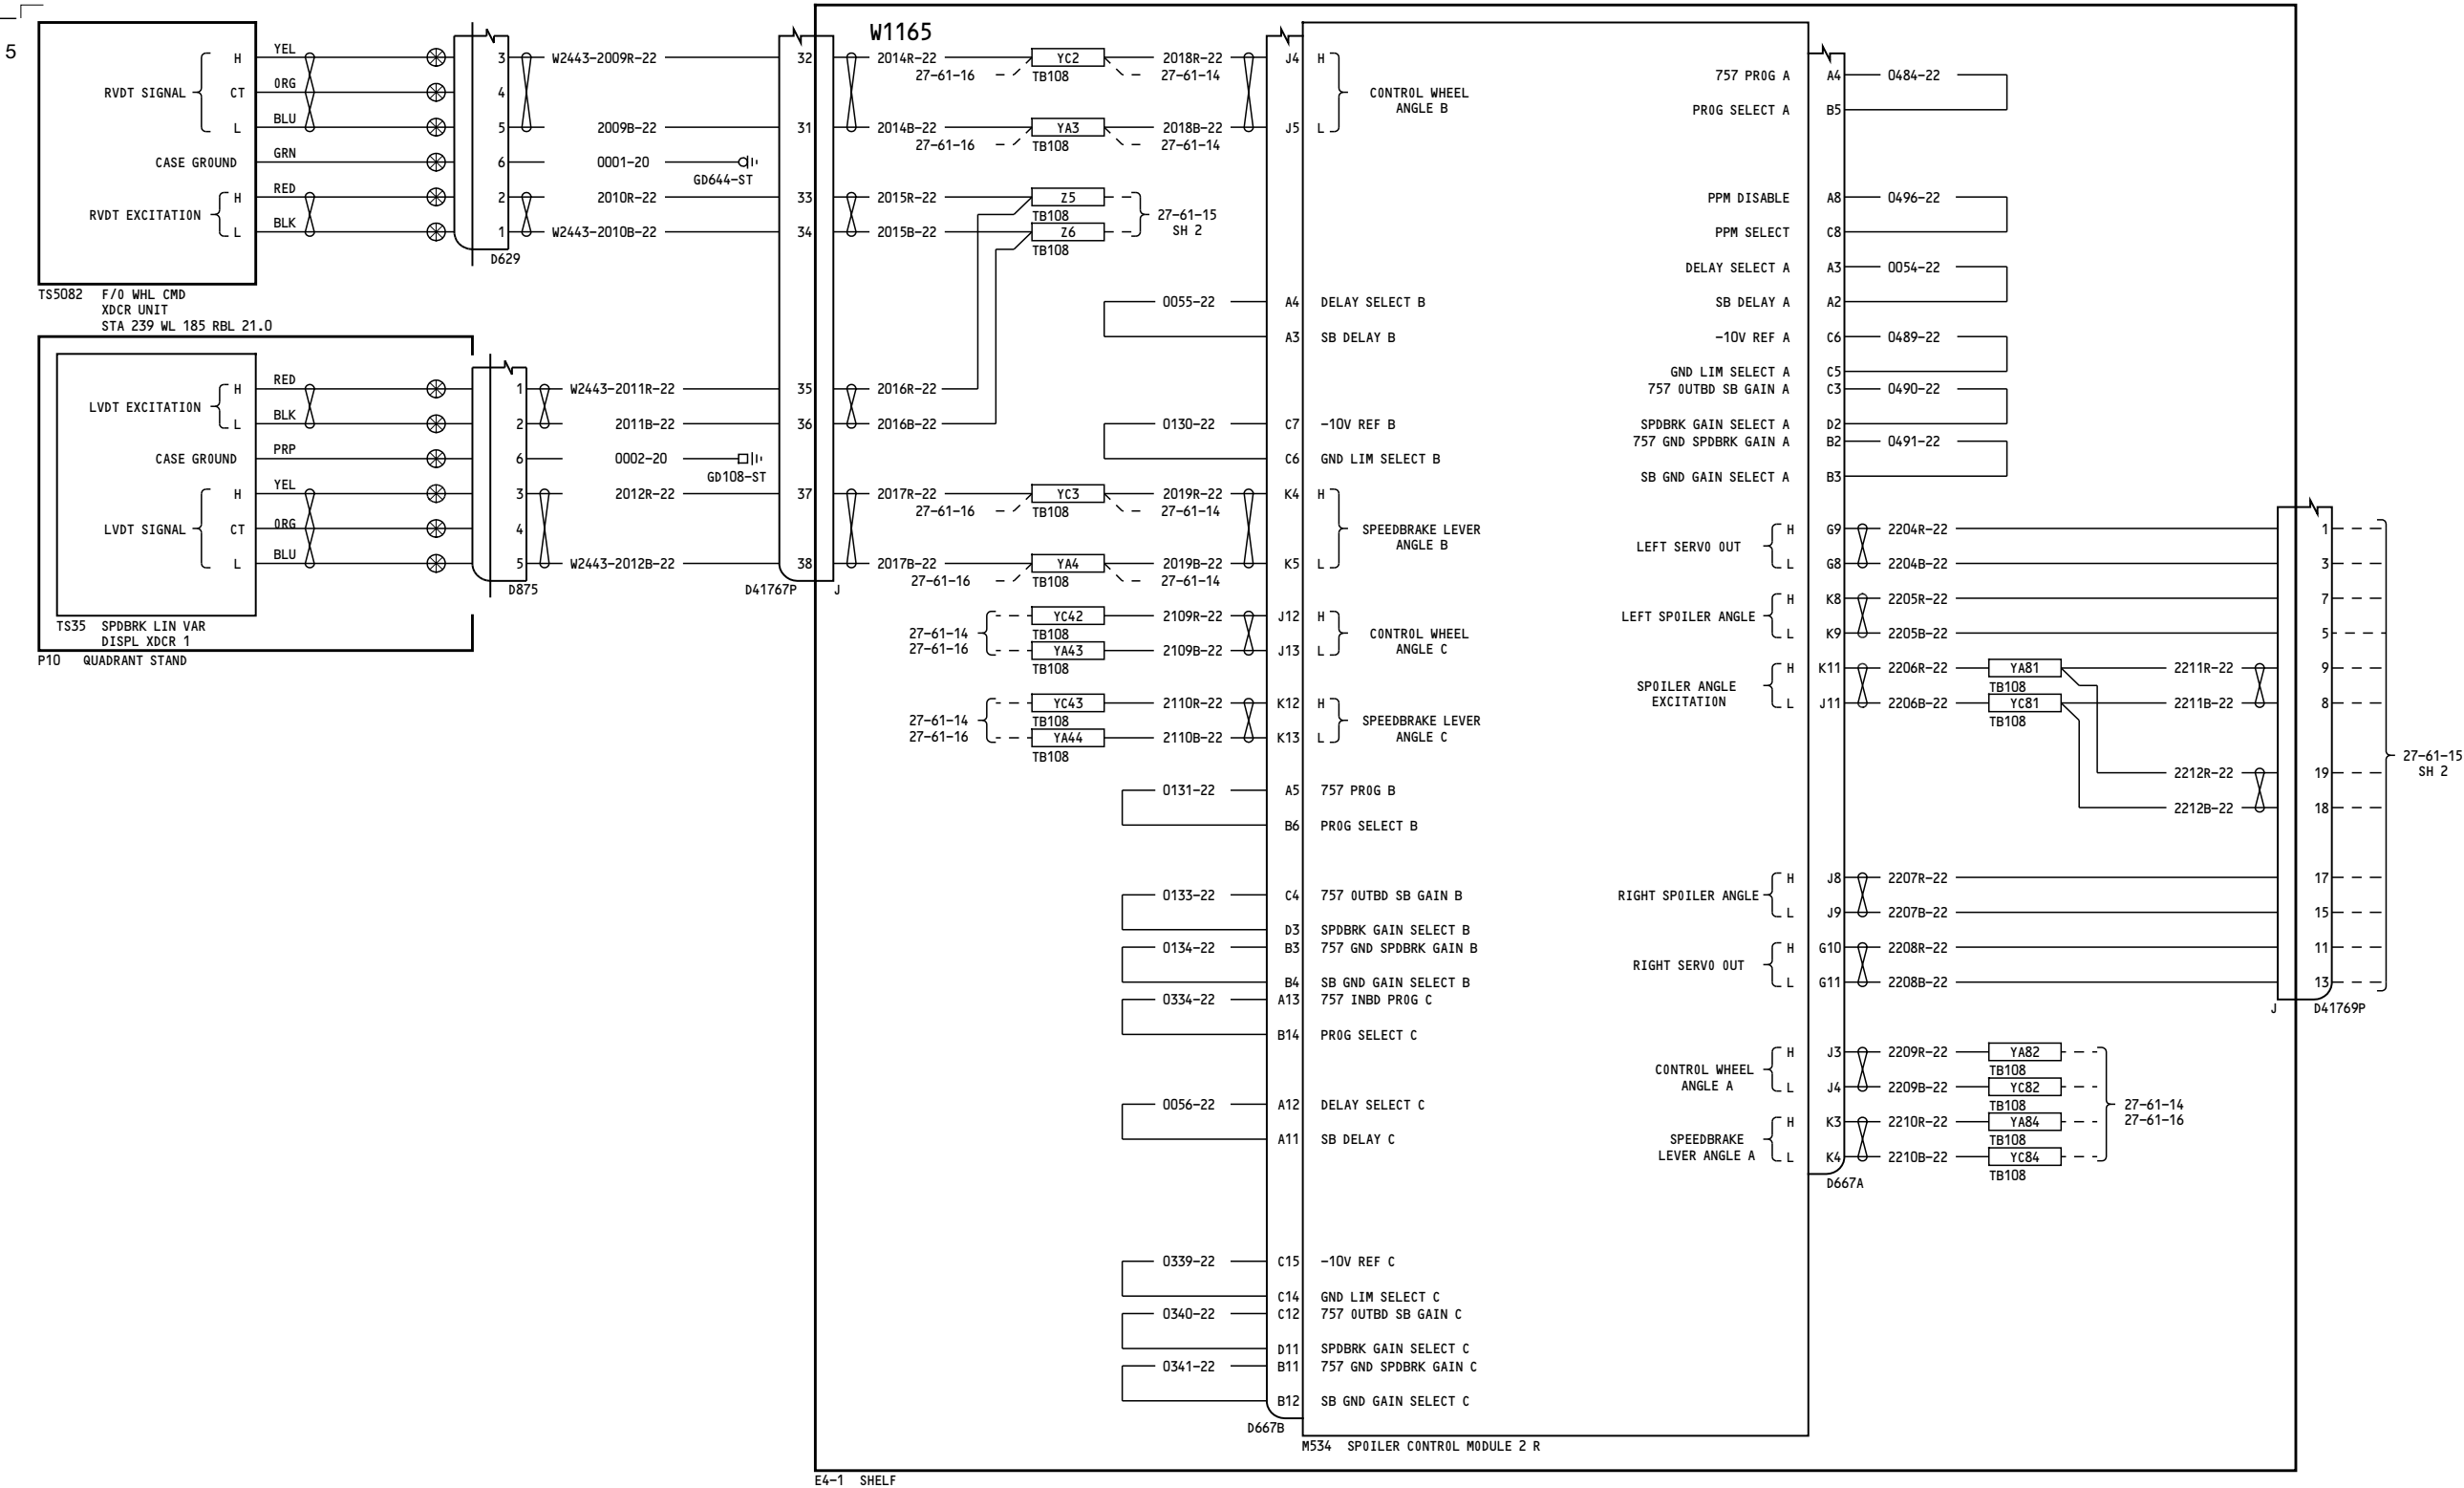 5
W1165
H YEL 3 W2443-2009R-22 32 2014R-22 YC2 2018R-22 J4 H
27-61-16 TB108 27-61-14
RVDT SIGNAL CT ORG 4
CONTROL WHEEL
ANGLE B
L BLU 5 2009B-22 31 2014B-22 YA3 2018B-22 J5 L
27-61-16 TB108 27-61-14
CASE GROUND GRN 6 0001-20
GD644-ST
H RED 2 2010R-22 33 2015R-22 Z5
TB108
RVDT EXCITATION
27-61-15
SH 2
L BLK 1 W2443-2010B-22 34 2015B-22 Z6
TB108
D629
TS5082 F/O WHL CMD
XDCR UNIT
STA 239 WL 185 RBL 21.0
0055-22 A4 DELAY SELECT B
A3 SB DELAY B
H RED 1 W2443-2011R-22 35 2016R-22
LVDT EXCITATION
L BLK 2 2011B-22 36 2016B-22
0130-22 C7 -10V REF B
CASE GROUND PRP 6 0002-20
GD108-ST
C6 GND LIM SELECT B
H YEL 3 2012R-22 37 2017R-22 YC3 2019R-22 K4 H
27-61-16 TB108 27-61-14
LVDT SIGNAL CT ORG 4
SPEEDBRAKE LEVER
ANGLE B
L BLU 5 W2443-2012B-22 38 2017B-22 YA4 2019B-22 K5 L
27-61-16 TB108 27-61-14
D875
D41767P J
TS35 SPDBRK LIN VAR
DISPL XDCR 1
P10 QUADRANT STAND
YC42 2109R-22 J12 H
TB108
27-61-14
27-61-16
CONTROL WHEEL
ANGLE C
YA43 2109B-22 J13 L
TB108
YC43 2110R-22 K12 H
TB108
27-61-14
27-61-16
SPEEDBRAKE LEVER
ANGLE C
YA44 2110B-22 K13 L
TB108
0131-22 A5 757 PROG B
B6 PROG SELECT B
0133-22 C4 757 OUTBD SB GAIN B
D3 SPDBRK GAIN SELECT B
0134-22 B3 757 GND SPDBRK GAIN B
B4 SB GND GAIN SELECT B
0334-22 A13 757 INBD PROG C
B14 PROG SELECT C
0056-22 A12 DELAY SELECT C
A11 SB DELAY C
0339-22 C15 -10V REF C
C14 GND LIM SELECT C
0340-22 C12 757 OUTBD SB GAIN C
D11 SPDBRK GAIN SELECT C
0341-22 B11 757 GND SPDBRK GAIN C
B12 SB GND GAIN SELECT C
D667B
M534 SPOILER CONTROL MODULE 2 R
E4-1 SHELF
757 PROG A A4 0484-22
PROG SELECT A B5
PPM DISABLE A8 0496-22
PPM SELECT C8
DELAY SELECT A A3 0054-22
SB DELAY A A2
-10V REF A C6 0489-22
GND LIM SELECT A C5
757 OUTBD SB GAIN A C3 0490-22
SPDBRK GAIN SELECT A D2
757 GND SPDBRK GAIN A B2 0491-22
SB GND GAIN SELECT A B3
H G9 2204R-22 1
LEFT SERVO OUT
L G8 2204B-22 3
H K8 2205R-22 7
LEFT SPOILER ANGLE
L K9 2205B-22 5
H K11 2206R-22 YA81 2211R-22 9
TB108
SPOILER ANGLE
EXCITATION
L J11 2206B-22 YC81 2211B-22 8
TB108
27-61-15
SH 2
2212R-22 19
2212B-22 18
H J8 2207R-22 17
RIGHT SPOILER ANGLE
L J9 2207B-22 15
H G10 2208R-22 11
RIGHT SERVO OUT
L G11 2208B-22 13
J D41769P
H J3 2209R-22 YA82
TB108
CONTROL WHEEL
ANGLE A
L J4 2209B-22 YC82
TB108
27-61-14
27-61-16
H K3 2210R-22 YA84
TB108
SPEEDBRAKE
LEVER ANGLE A
L K4 2210B-22 YC84
TB108
D667A